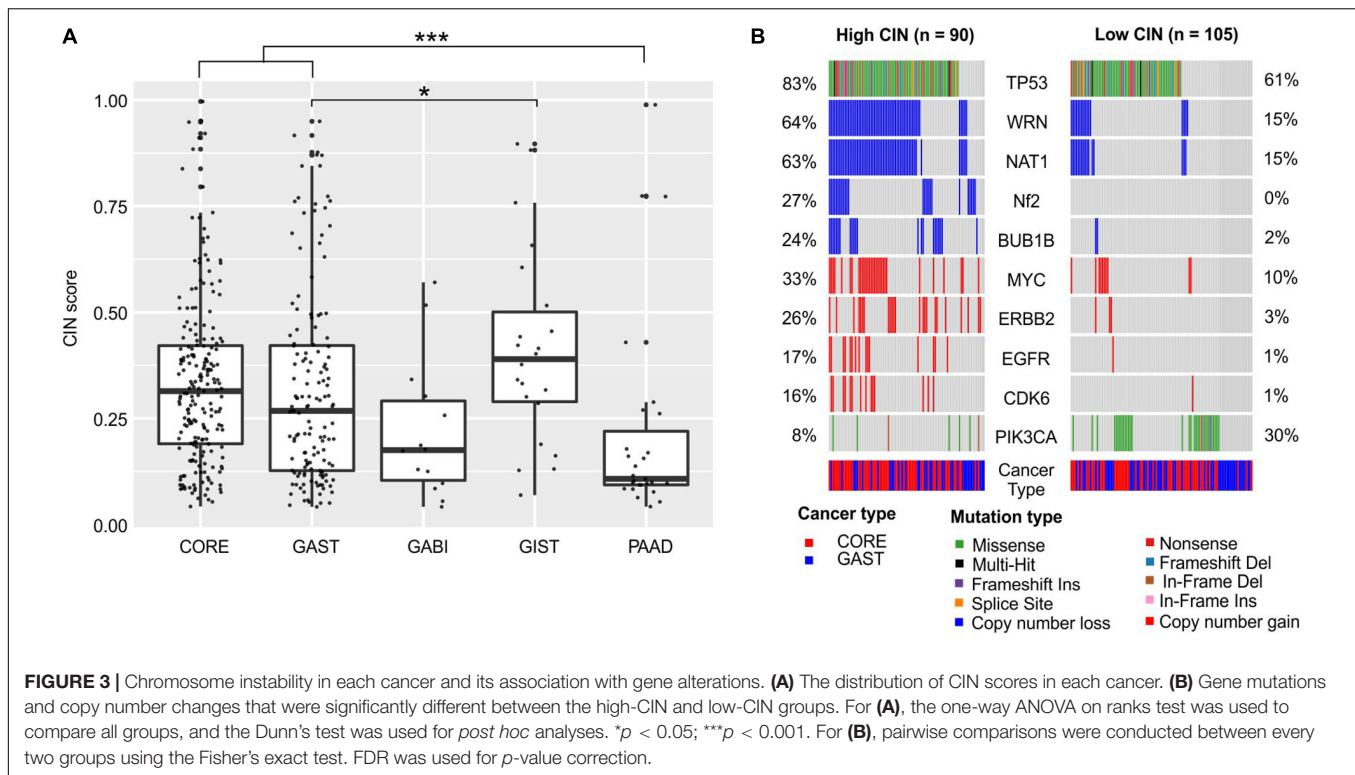 A
***
*
1.00
0.75
0.50
0.25
0.00
CIN score
CORE GAST GABI GIST PAAD
B
High CIN (n = 90) Low CIN (n = 105)
83% TP53 61%
64% WRN 15%
63% NAT1 15%
27% Nf2 0%
24% BUB1B 2%
33% MYC 10%
26% ERBB2 3%
17% EGFR 1%
16% CDK6 1%
8% PIK3CA 30%
Cancer
Type
Cancer type
CORE
GAST
Mutation type
Missense
Multi-Hit
Frameshift Ins
Splice Site
Copy number loss
Nonsense
Frameshift Del
In-Frame Del
In-Frame Ins
Copy number gain
FIGURE 3 | Chromosome instability in each cancer and its association with gene alterations. (A) The distribution of CIN scores in each cancer. (B) Gene mutations
and copy number changes that were significantly different between the high-CIN and low-CIN groups. For (A), the one-way ANOVA on ranks test was used to
compare all groups, and the Dunn's test was used for post hoc analyses. *p < 0.05; ***p < 0.001. For (B), pairwise comparisons were conducted between every
two groups using the Fisher's exact test. FDR was used for p-value correction.